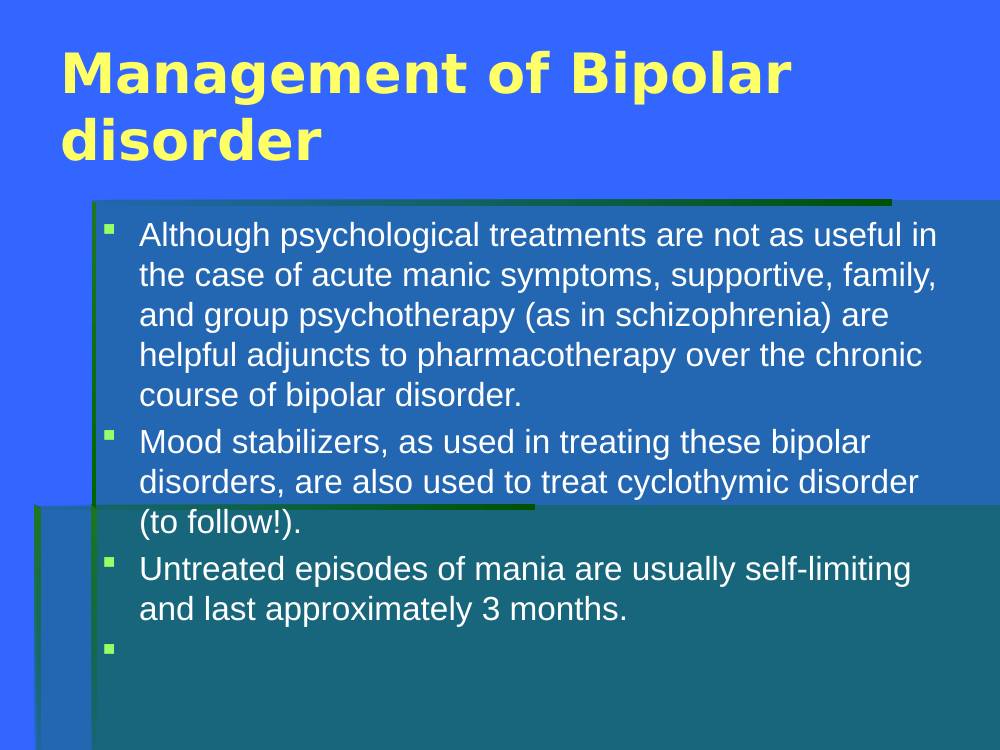 Management of Bipolar
disorder
Although psychological treatments are not as useful in
the case of acute manic symptoms, supportive, family,
and group psychotherapy (as in schizophrenia) are
helpful adjuncts to pharmacotherapy over the chronic
course of bipolar disorder.
Mood stabilizers, as used in treating these bipolar
disorders, are also used to treat cyclothymic disorder
(to follow!).
Untreated episodes of mania are usually self-limiting
and last approximately 3 months.